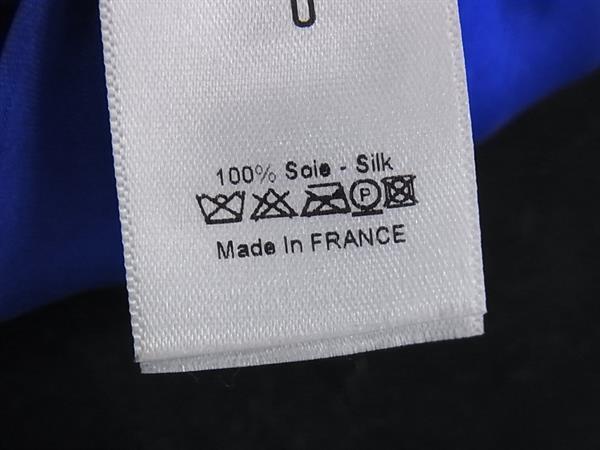 100% Soie - Silk
P
Made In FRANCE